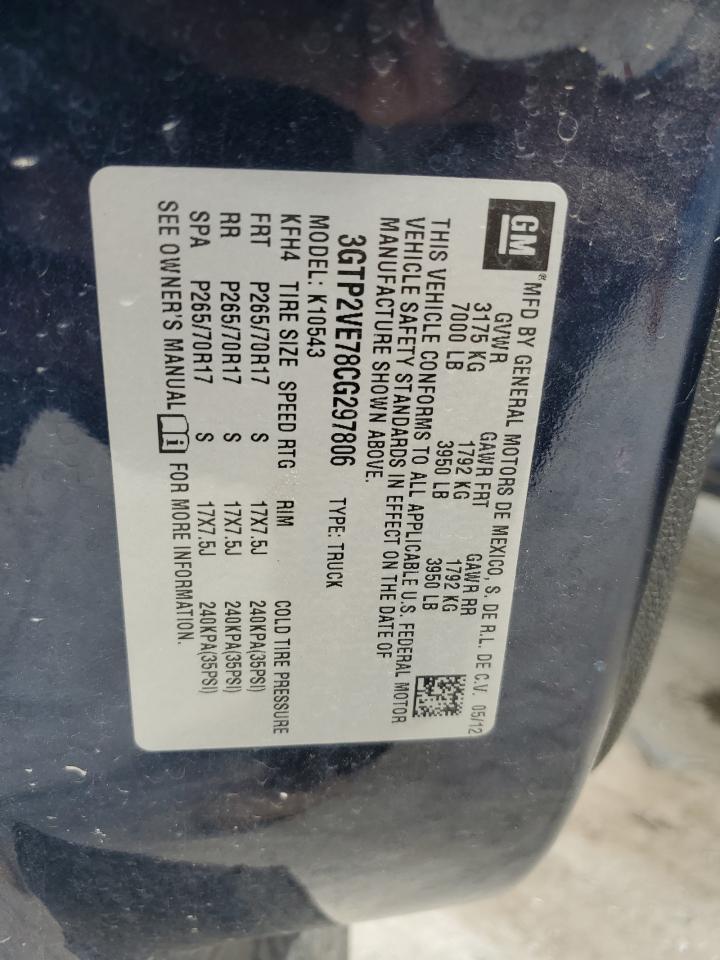 GM® MFD BY GENERAL MOTORS DE MEXICO, S. DE R.L. DE C.V. 05/12
GVWR GAWR FRT GAWR RR
3175 KG 1792 KG 1792 KG
7000 LB 3950 LB 3950 LB
THIS VEHICLE CONFORMS TO ALL APPLICABLE U.S. FEDERAL MOTOR
VEHICLE SAFETY STANDARDS IN EFFECT ON THE DATE OF
MANUFACTURE SHOWN ABOVE.
3GTP2VE78CG297806 TYPE: TRUCK
MODEL: K10543
KFH4 TIRE SIZE SPEED RTG RIM COLD TIRE PRESSURE
FRT P265/70R17 S 17X7.5J 240KPA(35PSI)
RR P265/70R17 S 17X7.5J 240KPA(35PSI)
SPA P265/70R17 S 17X7.5J 240KPA(35PSI)
SEE OWNER'S MANUAL FOR MORE INFORMATION.